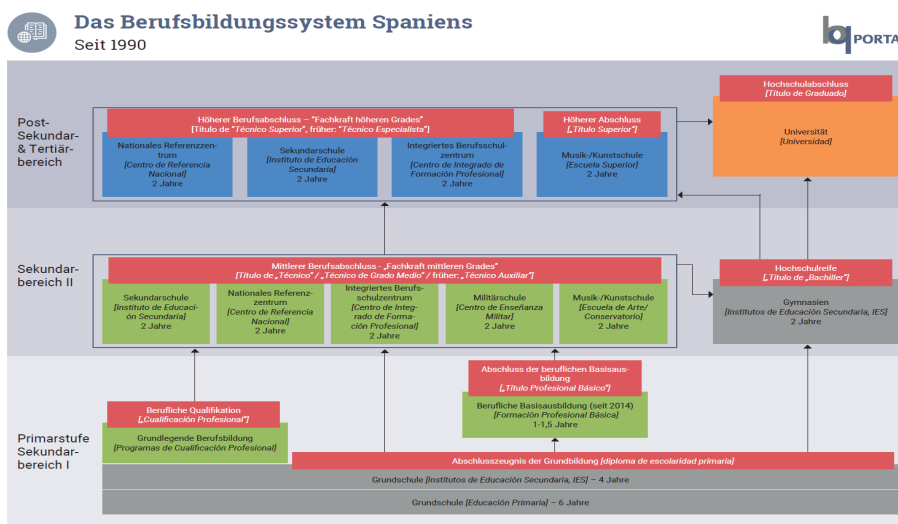 Das Berufsbildungssystem Spaniens
Seit 1990
bq PORTA
Post-
Sekundar-
& Tertiär-
bereich
Höherer Berufsabschluss – "Fachkraft höheren Grades"
[Título de "Técnico Superior", früher: "Técnico Especialista"]
Nationales Referenzzen-
trum
[Centro de Referencia
Nacional]
2 Jahre
Sekundarschule
[Instituto de Educación
Secundaria]
2 Jahre
Integriertes Berufsschul-
zentrum
[Centro de Integrado de
Formación Profesional]
2 Jahre
Höherer Abschluss
[„Título Superior"]
Musik-/Kunstschule
[Escuela Superior]
2 Jahre
Hochschulabschluss
[Título de Graduado]
Universität
[Universidad]
Sekundar-
bereich II
Mittlerer Berufsabschluss - „Fachkraft mittleren Grades"
[Título de „Técnico" / „Técnico de Grado Medio" / früher: „Técnico Auxiliar"]
Sekundarschule
[Instituto de Educaci-
ón Secundaria]
2 Jahre
Nationales Referenz-
zentrum
[Centro de Referencia
Nacional]
2 Jahre
Integriertes Berufs-
schulzentrum
[Centro de Integ-
rado de Forma-
ción Profesional]
2 Jahre
Militärschule
[Centro de Enseñanza
Militar]
2 Jahre
Musik-/Kunstschule
[Escuela de Arte/
Conservatorio]
2 Jahre
Hochschulreife
[„Título de „Bachiller"]
Gymnasien
[Institutos de Educación Secundaria, IES]
2 Jahre
Primarstufe
Sekundar-
bereich I
Berufliche Qualifikation
[„Cualificación Profesional"]
Grundlegende Berufsbildung
[Programas de Cualificación Profesional]
Abschluss der beruflichen Basisaus-
bildung
[„Título Profesional Básico"]
Berufliche Basisausbildung (seit 2014)
[Formación Profesional Básica]
1-1,5 Jahre
Abschlusszeugnis der Grundbildung [diploma de escolaridad primaria]
Grundschule [Institutos de Educación Secundaria, IES] – 4 Jahre
Grundschule [Educación Primaria] – 6 Jahre